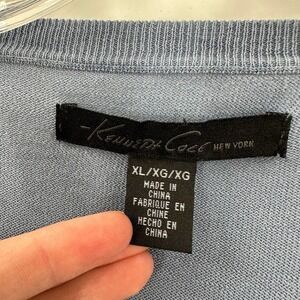 Kenneth Cole NEW YORK
XL/XG/XG
MADE IN
CHINA
FABRIQUE EN
CHINE
HECHO EN
CHINA